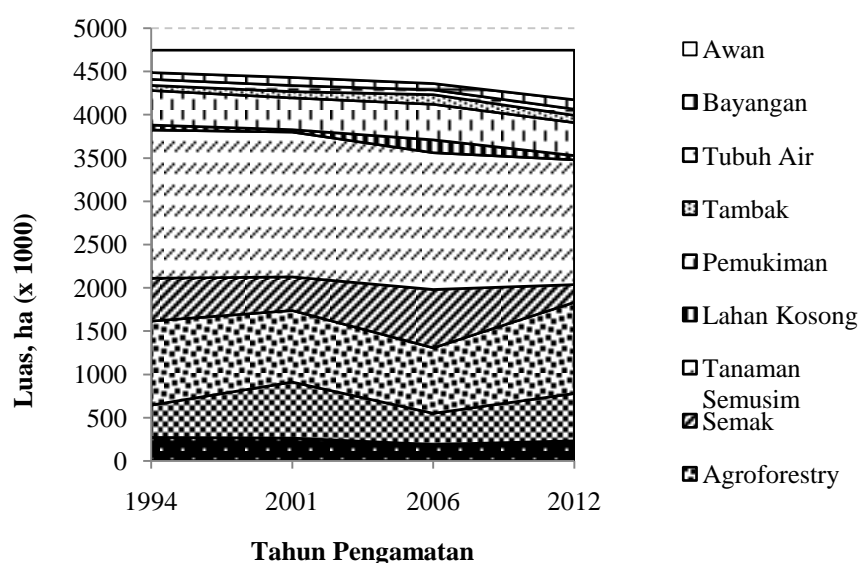 5000
4500
4000
3500
3000
2500
2000
1500
1000
500
0
Luas, ha (x 1000)
1994 2001 2006 2012
Tahun Pengamatan
Awan
Bayangan
Tubuh Air
Tambak
Pemukiman
Lahan Kosong
Tanaman
Semusim
Semak
Agroforestry